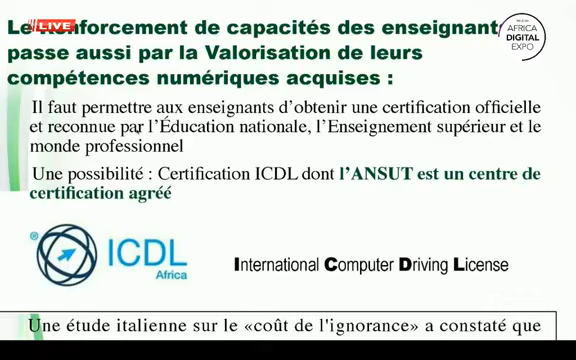 LIVE
AFRICA
DIGITAL
EXPO
Le Renforcement de capacités des enseignants
passe aussi par la Valorisation de leurs
compétences numériques acquises :
Il faut permettre aux enseignants d'obtenir une certification officielle
et reconnue par l'Éducation nationale, l'Enseignement supérieur et le
monde professionnel
Une possibilité : Certification ICDL dont l'ANSUT est un centre de
certification agréé
® ICDL
Africa
International Computer Driving License
Une étude italienne sur le «coût de l'ignorance» a constaté que